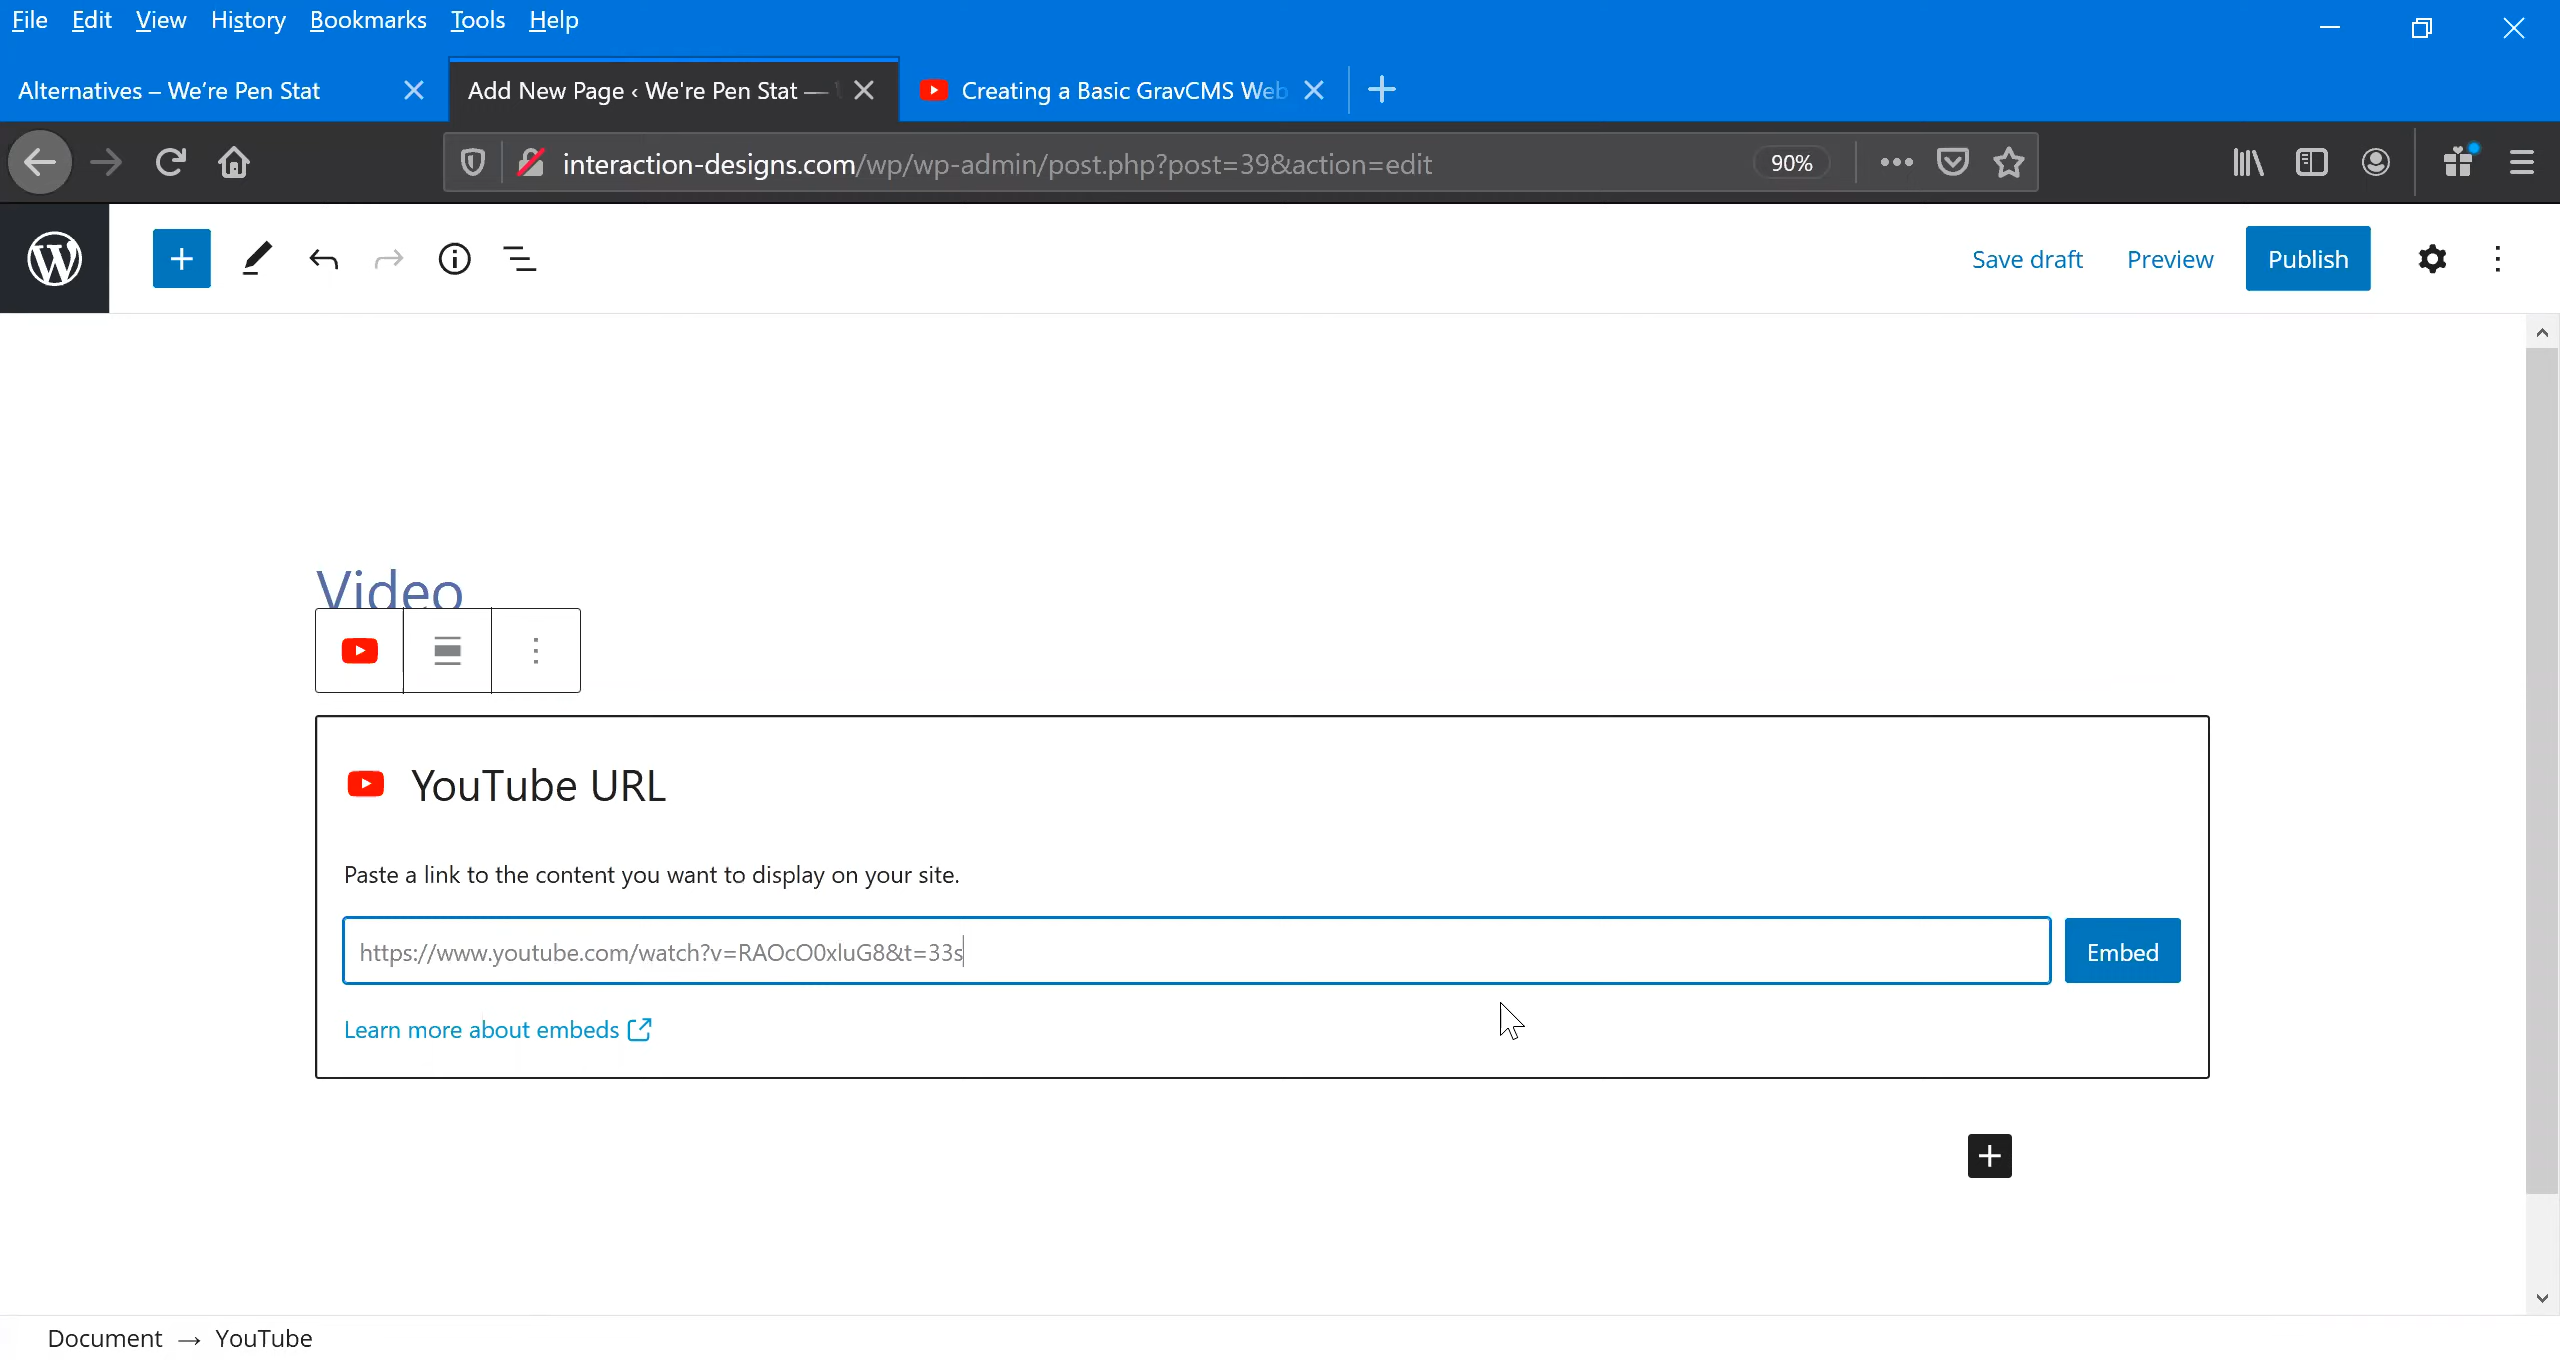 File Edit View History Bookmarks Tools Help
Alternatives – We're Pen Stat
Add New Page ‹ We're Pen Stat —
Creating a Basic GravCMS Web
interaction-designs.com/wp/wp-admin/post.php?post=39&action=edit
90%
Save draft
Preview
Publish
Video
YouTube URL
Paste a link to the content you want to display on your site.
https://www.youtube.com/watch?v=RAOcO0xluG8&t=33s
Embed
Learn more about embeds
Document → YouTube